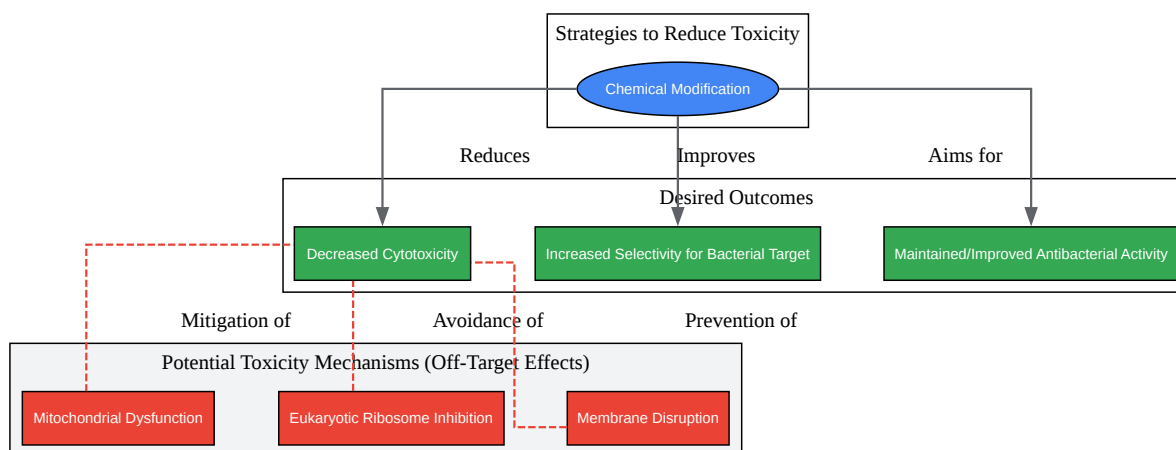 Strategies to Reduce Toxicity
Chemical Modification
Reduces
Improves
Aims for
Desired Outcomes
Decreased Cytotoxicity
Increased Selectivity for Bacterial Target
Maintained/Improved Antibacterial Activity
Mitigation of
Avoidance of
Prevention of
Potential Toxicity Mechanisms (Off-Target Effects)
Mitochondrial Dysfunction
Eukaryotic Ribosome Inhibition
Membrane Disruption